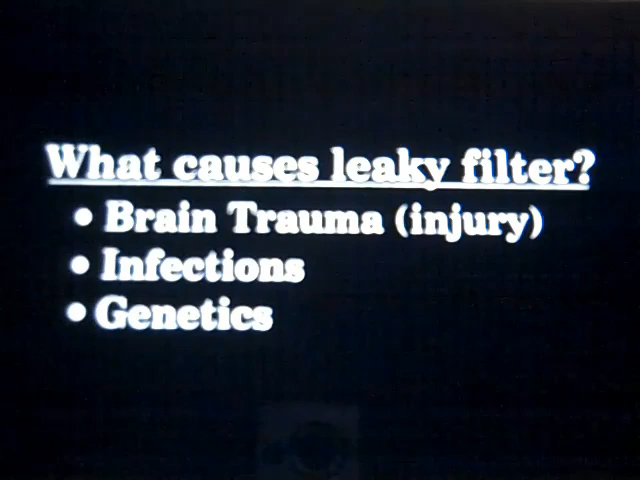 What causes leaky filter?
• Brain Trauma (injury)
• Infections
• Genetics